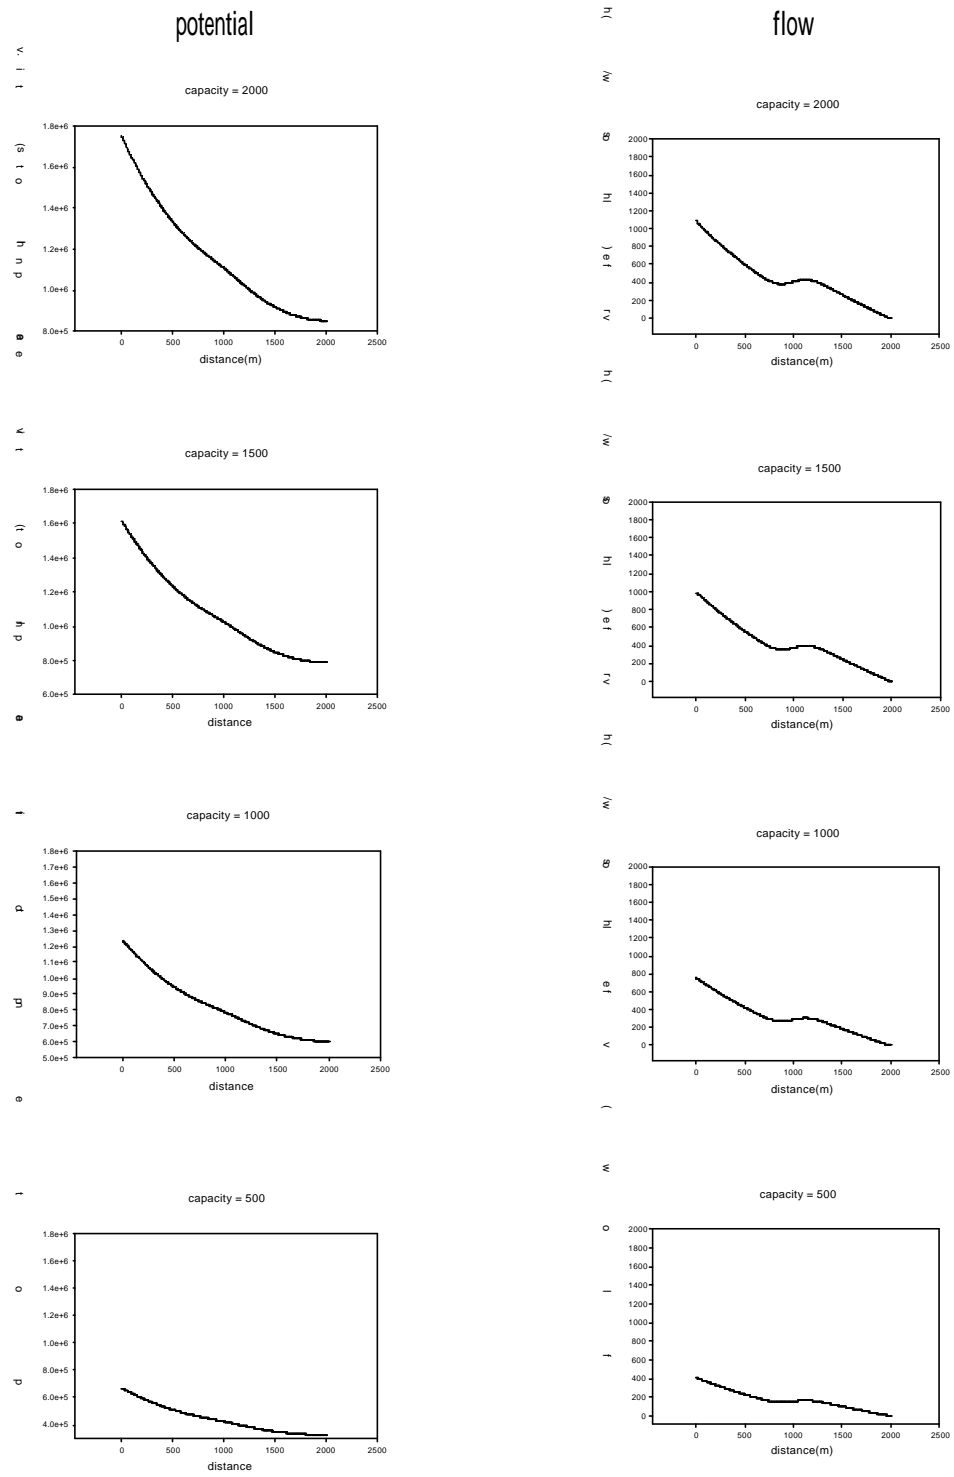 potential
flow
capacity = 2000
1.8e+6
1.6e+6
1.4e+6
1.2e+6
1.0e+6
8.0e+5
0 500 1000 1500 2000 2500
distance(m)
capacity = 2000
2000
1800
1600
1400
1200
1000
800
600
400
200
0
0 500 1000 1500 2000 2500
distance(m)
capacity = 1500
1.8e+6
1.6e+6
1.4e+6
1.2e+6
1.0e+6
8.0e+5
6.0e+5
0 500 1000 1500 2000 2500
distance
capacity = 1500
2000
1800
1600
1400
1200
1000
800
600
400
200
0
0 500 1000 1500 2000 2500
distance(m)
capacity = 1000
1.8e+6
1.7e+6
1.6e+6
1.5e+6
1.4e+6
1.3e+6
1.2e+6
1.1e+6
1.0e+6
9.0e+5
8.0e+5
7.0e+5
6.0e+5
5.0e+5
0 500 1000 1500 2000 2500
distance
capacity = 1000
2000
1800
1600
1400
1200
1000
800
600
400
200
0
0 500 1000 1500 2000 2500
distance(m)
capacity = 500
1.8e+6
1.6e+6
1.4e+6
1.2e+6
1.0e+6
8.0e+5
6.0e+5
4.0e+5
0 500 1000 1500 2000 2500
distance
capacity = 500
2000
1800
1600
1400
1200
1000
800
600
400
200
0
0 500 1000 1500 2000 2500
distance(m)